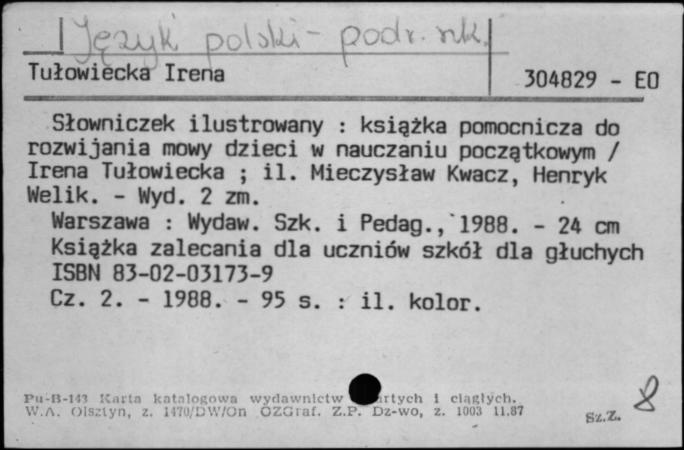 Język polski - podr. nk.
Tułowiecka Irena
304829 - EO
Słowniczek ilustrowany : książka pomocnicza do
rozwijania mowy dzieci w nauczaniu początkowym /
Irena Tułowiecka ; il. Mieczysław Kwacz, Henryk
Welik. - Wyd. 2 zm.
Warszawa : Wydaw. Szk. i Pedag., 1988. - 24 cm
Książka zalecania dla uczniów szkół dla głuchych
ISBN 83-02-03173-9
Cz. 2. - 1988. - 95 s. : il. kolor.
Pu-B-143 Karta katalogowa wydawnictw artych i ciągłych.
W.A. Olsztyn, z. 1470/DW/On OZGraf. Z.P. Dz-wo, z. 1003 11.87
Sz.Z.